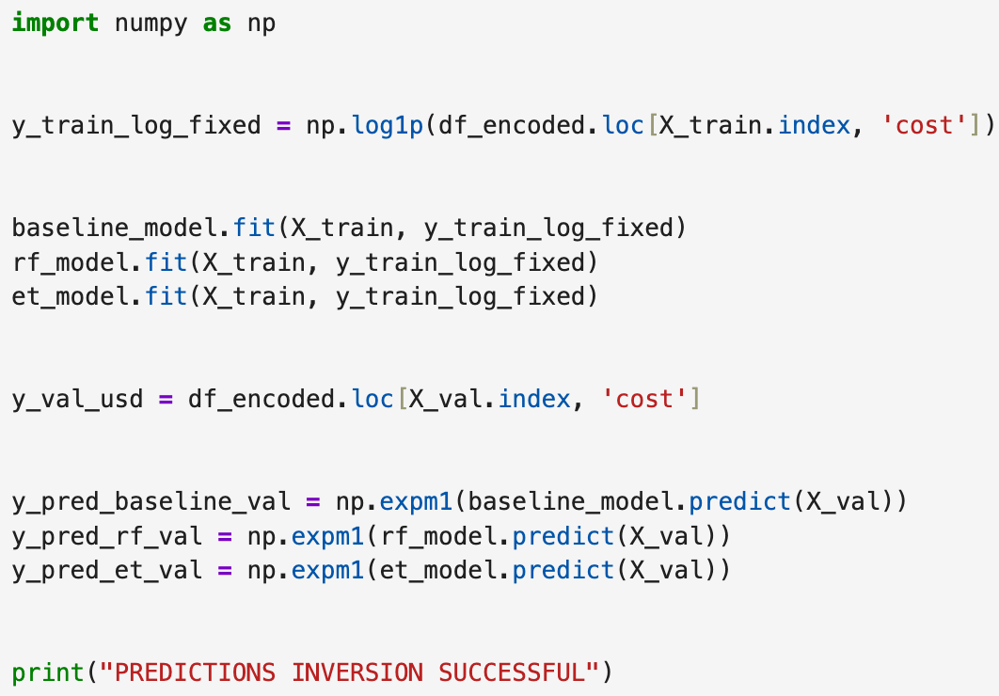 import numpy as np
y_train_log_fixed = np.log1p(df_encoded.loc[X_train.index, 'cost'])
baseline_model.fit(X_train, y_train_log_fixed)
rf_model.fit(X_train, y_train_log_fixed)
et_model.fit(X_train, y_train_log_fixed)
y_val_usd = df_encoded.loc[X_val.index, 'cost']
y_pred_baseline_val = np.expm1(baseline_model.predict(X_val))
y_pred_rf_val = np.expm1(rf_model.predict(X_val))
y_pred_et_val = np.expm1(et_model.predict(X_val))
print("PREDICTIONS INVERSION SUCCESSFUL")